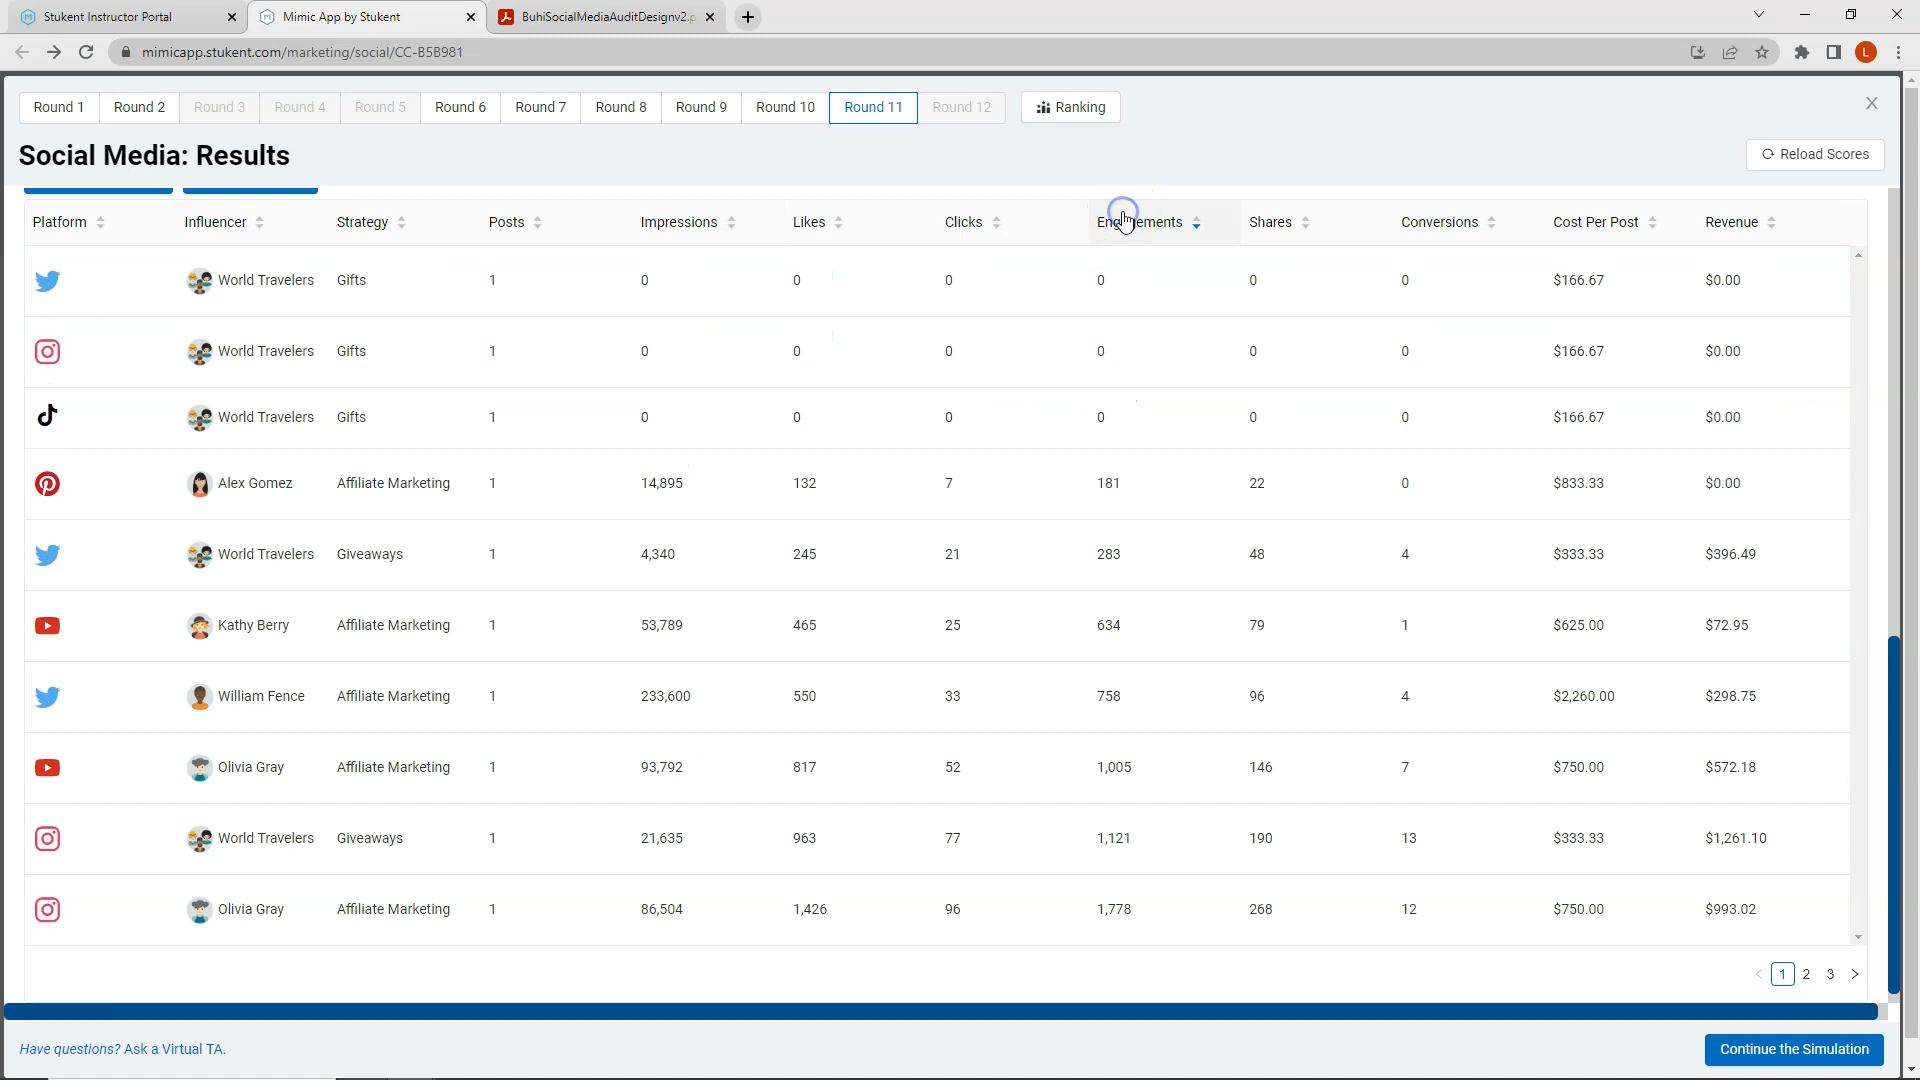 Stukent Instructor Portal
Mimic App by Stukent
BuhiSocialMediaAuditDesignv2.p
mimicapp.stukent.com/marketing/social/CC-B5B981
L
Round 1 Round 2 Round 3 Round 4 Round 5 Round 6 Round 7 Round 8 Round 9 Round 10 Round 11 Round 12 Ranking
Social Media: Results
Reload Scores
Platform Influencer Strategy Posts Impressions Likes Clicks Engagements Shares Conversions Cost Per Post Revenue
World Travelers Gifts 1 0 0 0 0 0 0 $166.67 $0.00
World Travelers Gifts 1 0 0 0 0 0 0 $166.67 $0.00
World Travelers Gifts 1 0 0 0 0 0 0 $166.67 $0.00
Alex Gomez Affiliate Marketing 1 14,895 132 7 181 22 0 $833.33 $0.00
World Travelers Giveaways 1 4,340 245 21 283 48 4 $333.33 $396.49
Kathy Berry Affiliate Marketing 1 53,789 465 25 634 79 1 $625.00 $72.95
William Fence Affiliate Marketing 1 233,600 550 33 758 96 4 $2,260.00 $298.75
Olivia Gray Affiliate Marketing 1 93,792 817 52 1,005 146 7 $750.00 $572.18
World Travelers Giveaways 1 21,635 963 77 1,121 190 13 $333.33 $1,261.10
Olivia Gray Affiliate Marketing 1 86,504 1,426 96 1,778 268 12 $750.00 $993.02
1 2 3
Have questions? Ask a Virtual TA.
Continue the Simulation